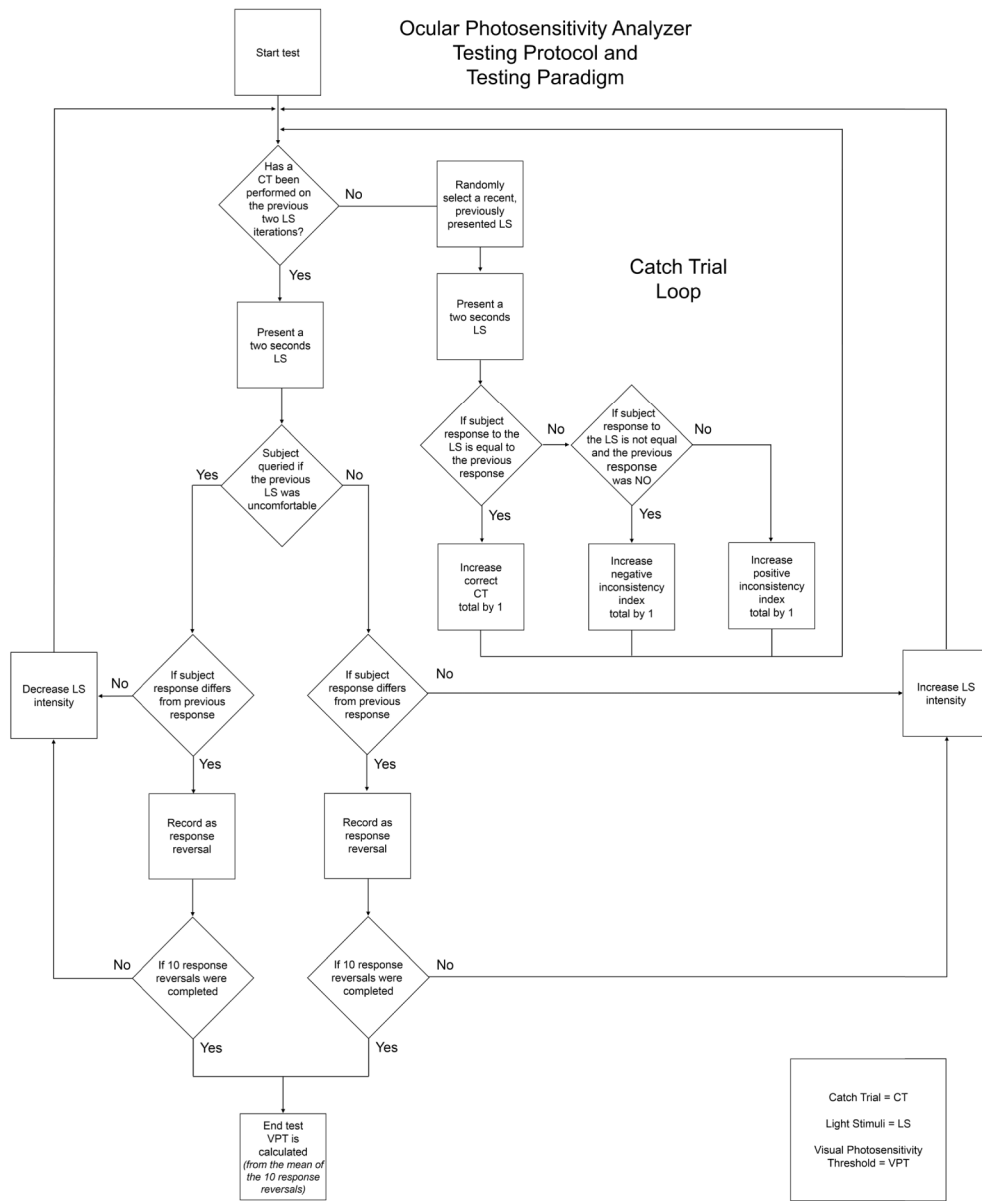 Ocular Photosensitivity Analyzer
Testing Protocol and
Testing Paradigm
Start test
Has a
CT been
performed on
the previous
two LS
iterations?
No
Yes
Randomly
select a recent,
previously
presented LS
Catch Trial
Loop
Present a
two seconds
LS
Present a
two seconds
LS
If subject
response to the
LS is equal to
the previous
response
No
Yes
If subject
response to
the LS is not equal
and the previous
response
was NO
No
Yes
Subject
queried if
the previous
LS was
uncomfortable
Yes
No
Increase
correct
CT
total by 1
Increase
negative
inconsistency
index
total by 1
Increase
positive
inconsistency
index
total by 1
Decrease LS
intensity
No
If subject
response differs
from previous
response
Yes
If subject
response differs
from previous
response
No
Yes
Increase LS
intensity
Record as
response
reversal
Record as
response
reversal
No
If 10 response
reversals were
completed
Yes
If 10 response
reversals were
completed
No
Yes
End test
VPT is
calculated
(from the mean of
the 10 response
reversals)
Catch Trial = CT
Light Stimuli = LS
Visual Photosensitivity
Threshold = VPT